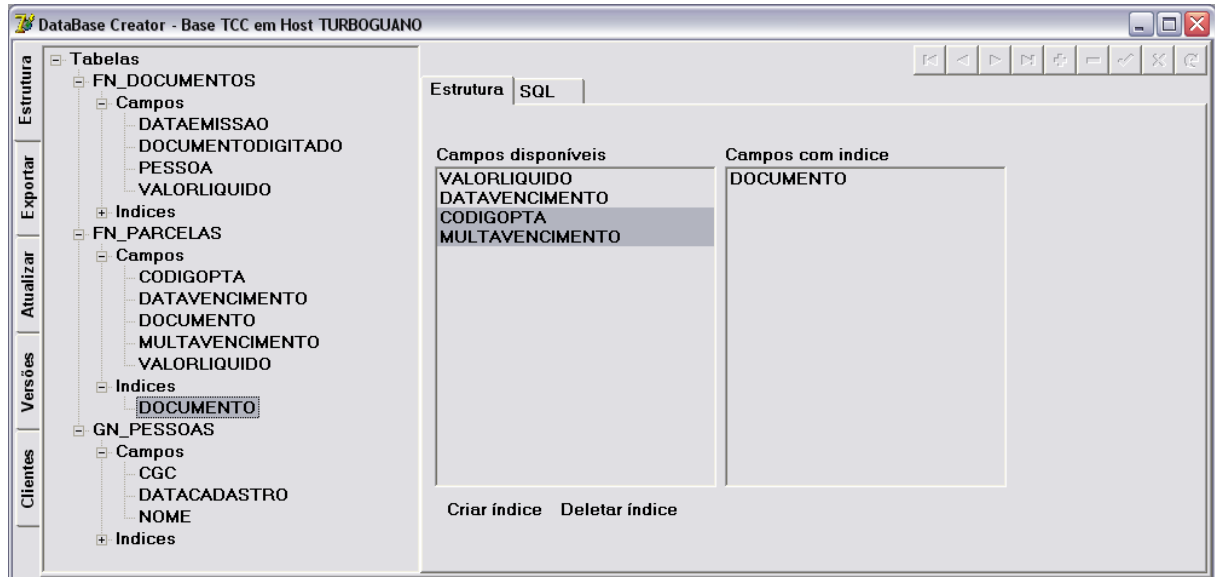 DataBase Creator - Base TCC em Host TURBOGUANO
Estrutura
Exportar
Atualizar
Versões
Clientes
Tabelas
FN_DOCUMENTOS
Campos
DATAEMISSAO
DOCUMENTODIGITADO
PESSOA
VALORLIQUIDO
Indices
FN_PARCELAS
Campos
CODIGOPTA
DATAVENCIMENTO
DOCUMENTO
MULTAVENCIMENTO
VALORLIQUIDO
Indices
DOCUMENTO
GN_PESSOAS
Campos
CGC
DATACADASTRO
NOME
Indices
Estrutura SQL
Campos disponíveis
VALORLIQUIDO
DATAVENCIMENTO
CODIGOPTA
MULTAVENCIMENTO
Campos com indice
DOCUMENTO
Criar índice Deletar índice